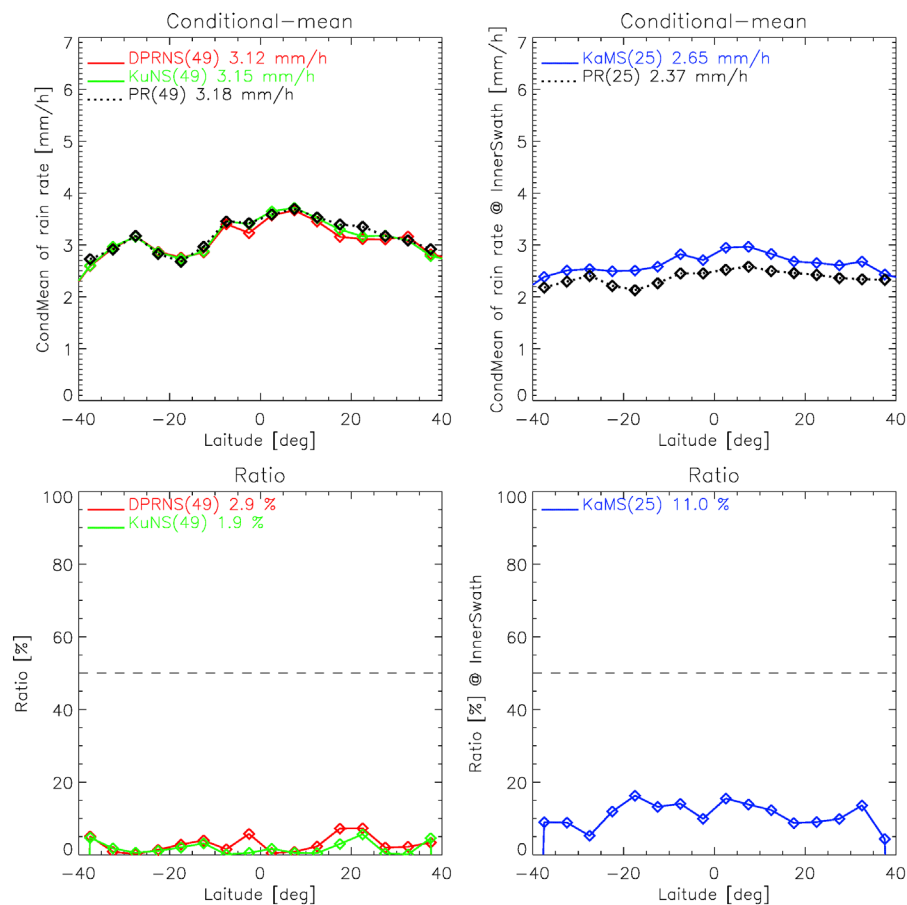 Conditional-mean
DPRNS(49) 3.12 mm/h
KuNS(49) 3.15 mm/h
PR(49) 3.18 mm/h
CondMean of rain rate [mm/h]
7
6
5
4
3
2
1
0
-40 -20 0 20 40
Laitude [deg]
Conditional-mean
KaMS(25) 2.65 mm/h
PR(25) 2.37 mm/h
CondMean of rain rate @ InnerSwath [mm/h]
7
6
5
4
3
2
1
0
-40 -20 0 20 40
Laitude [deg]
Ratio
DPRNS(49) 2.9 %
KuNS(49) 1.9 %
Ratio [%]
100
80
60
40
20
0
-40 -20 0 20 40
Laitude [deg]
Ratio
KaMS(25) 11.0 %
Ratio [%] @ InnerSwath
100
80
60
40
20
0
-40 -20 0 20 40
Laitude [deg]